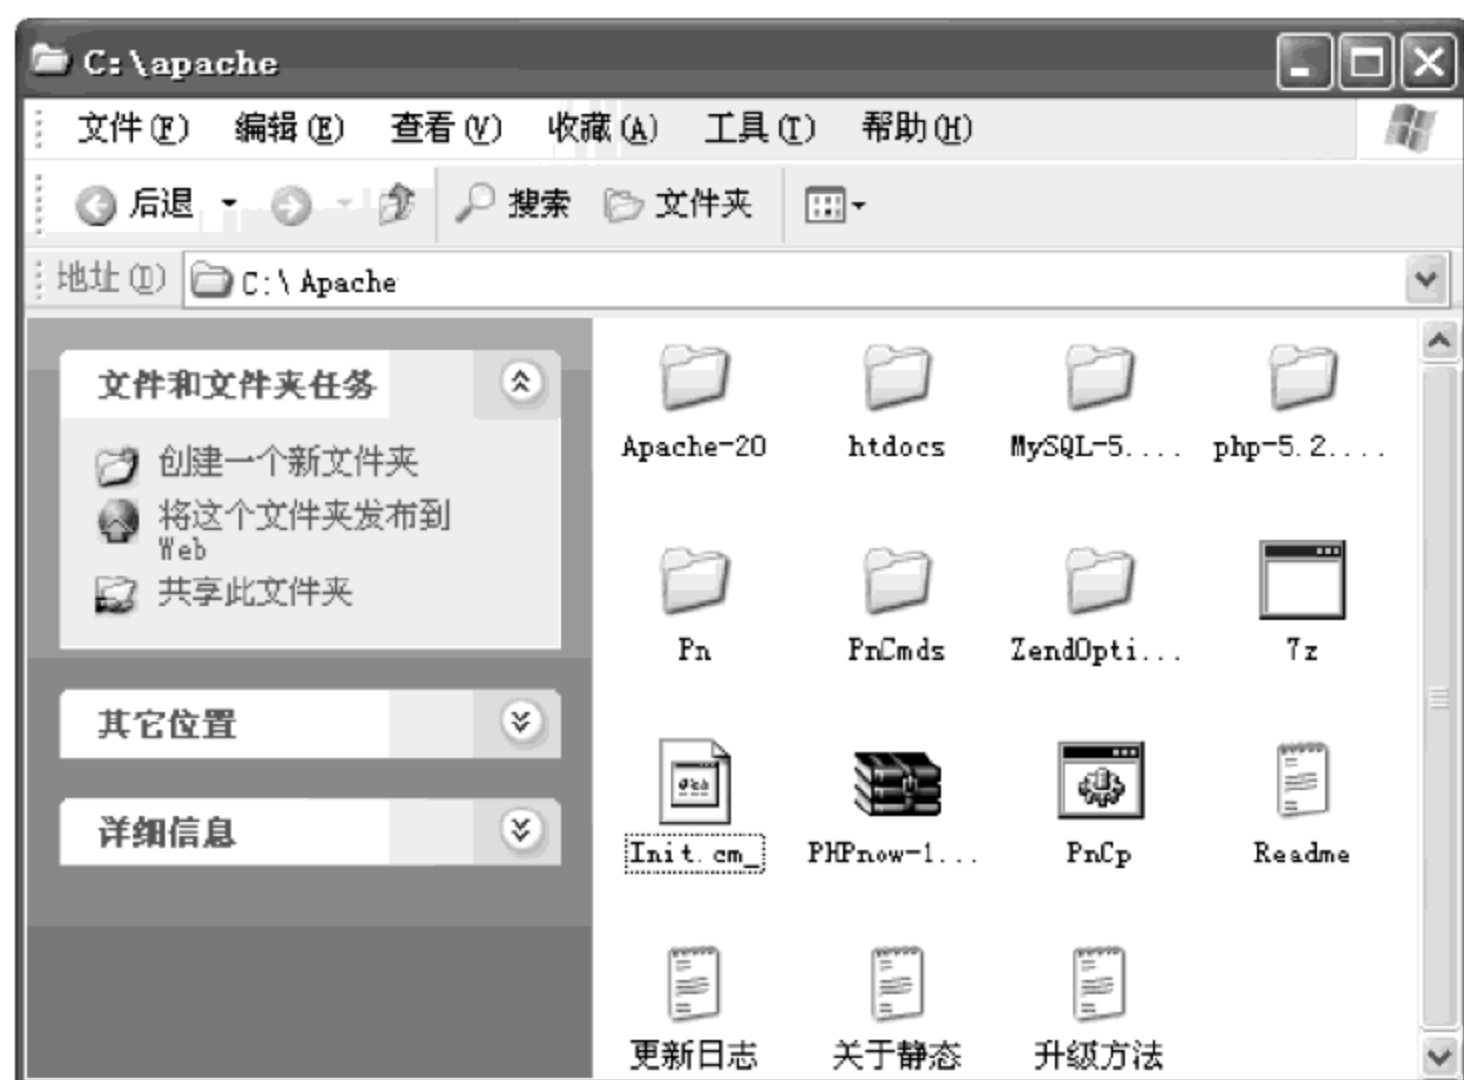 C:\apache
文件(F) 编辑(E) 查看(V) 收藏(A) 工具(T) 帮助(H)
后退 搜索 文件夹
地址(D) C:\ Apache
文件和文件夹任务
创建一个新文件夹
将这个文件夹发布到
Web
共享此文件夹
其它位置
详细信息
Apache-20 htdocs MySQL-5.... php-5.2....
Pn PnCmds ZendOpti... 7z
Init.cm_ PHPnow-1... PnCp Readme
更新日志 关于静态 升级方法